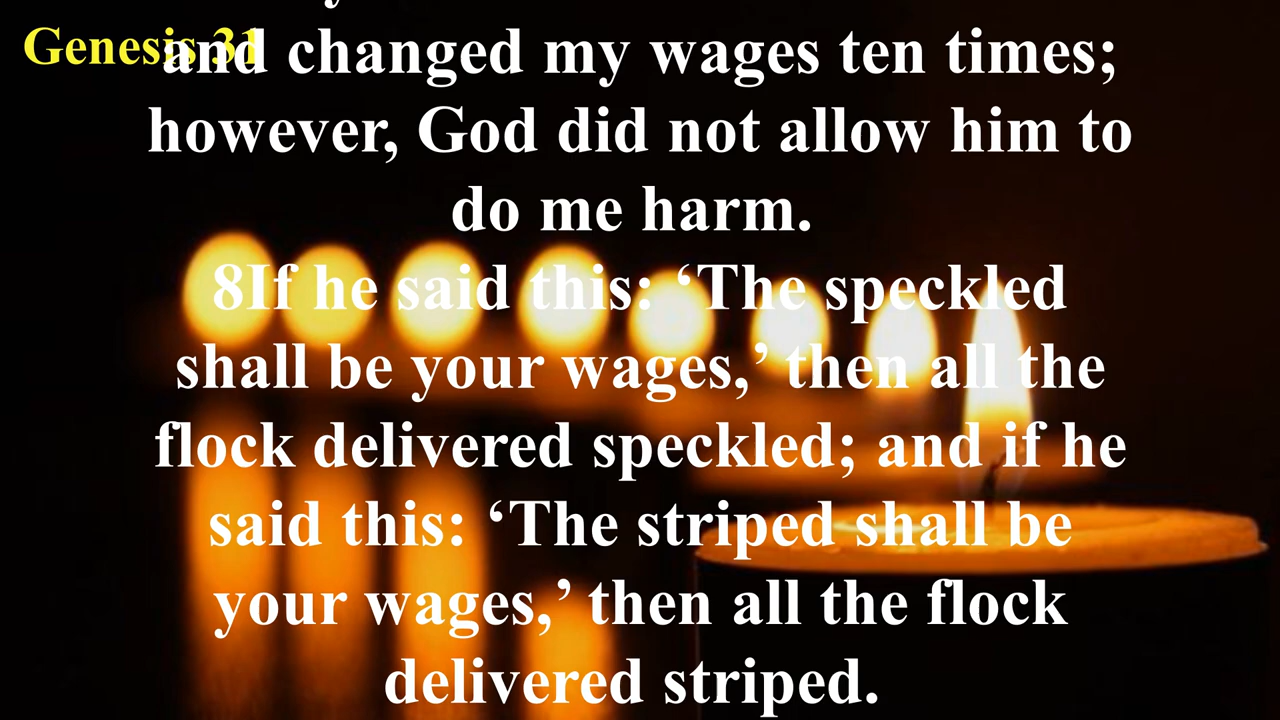 Genesis 31
and changed my wages ten times;
however, God did not allow him to
do me harm.
8If he said this: ‘The speckled
shall be your wages,’ then all the
flock delivered speckled; and if he
said this: ‘The striped shall be
your wages,’ then all the flock
delivered striped.